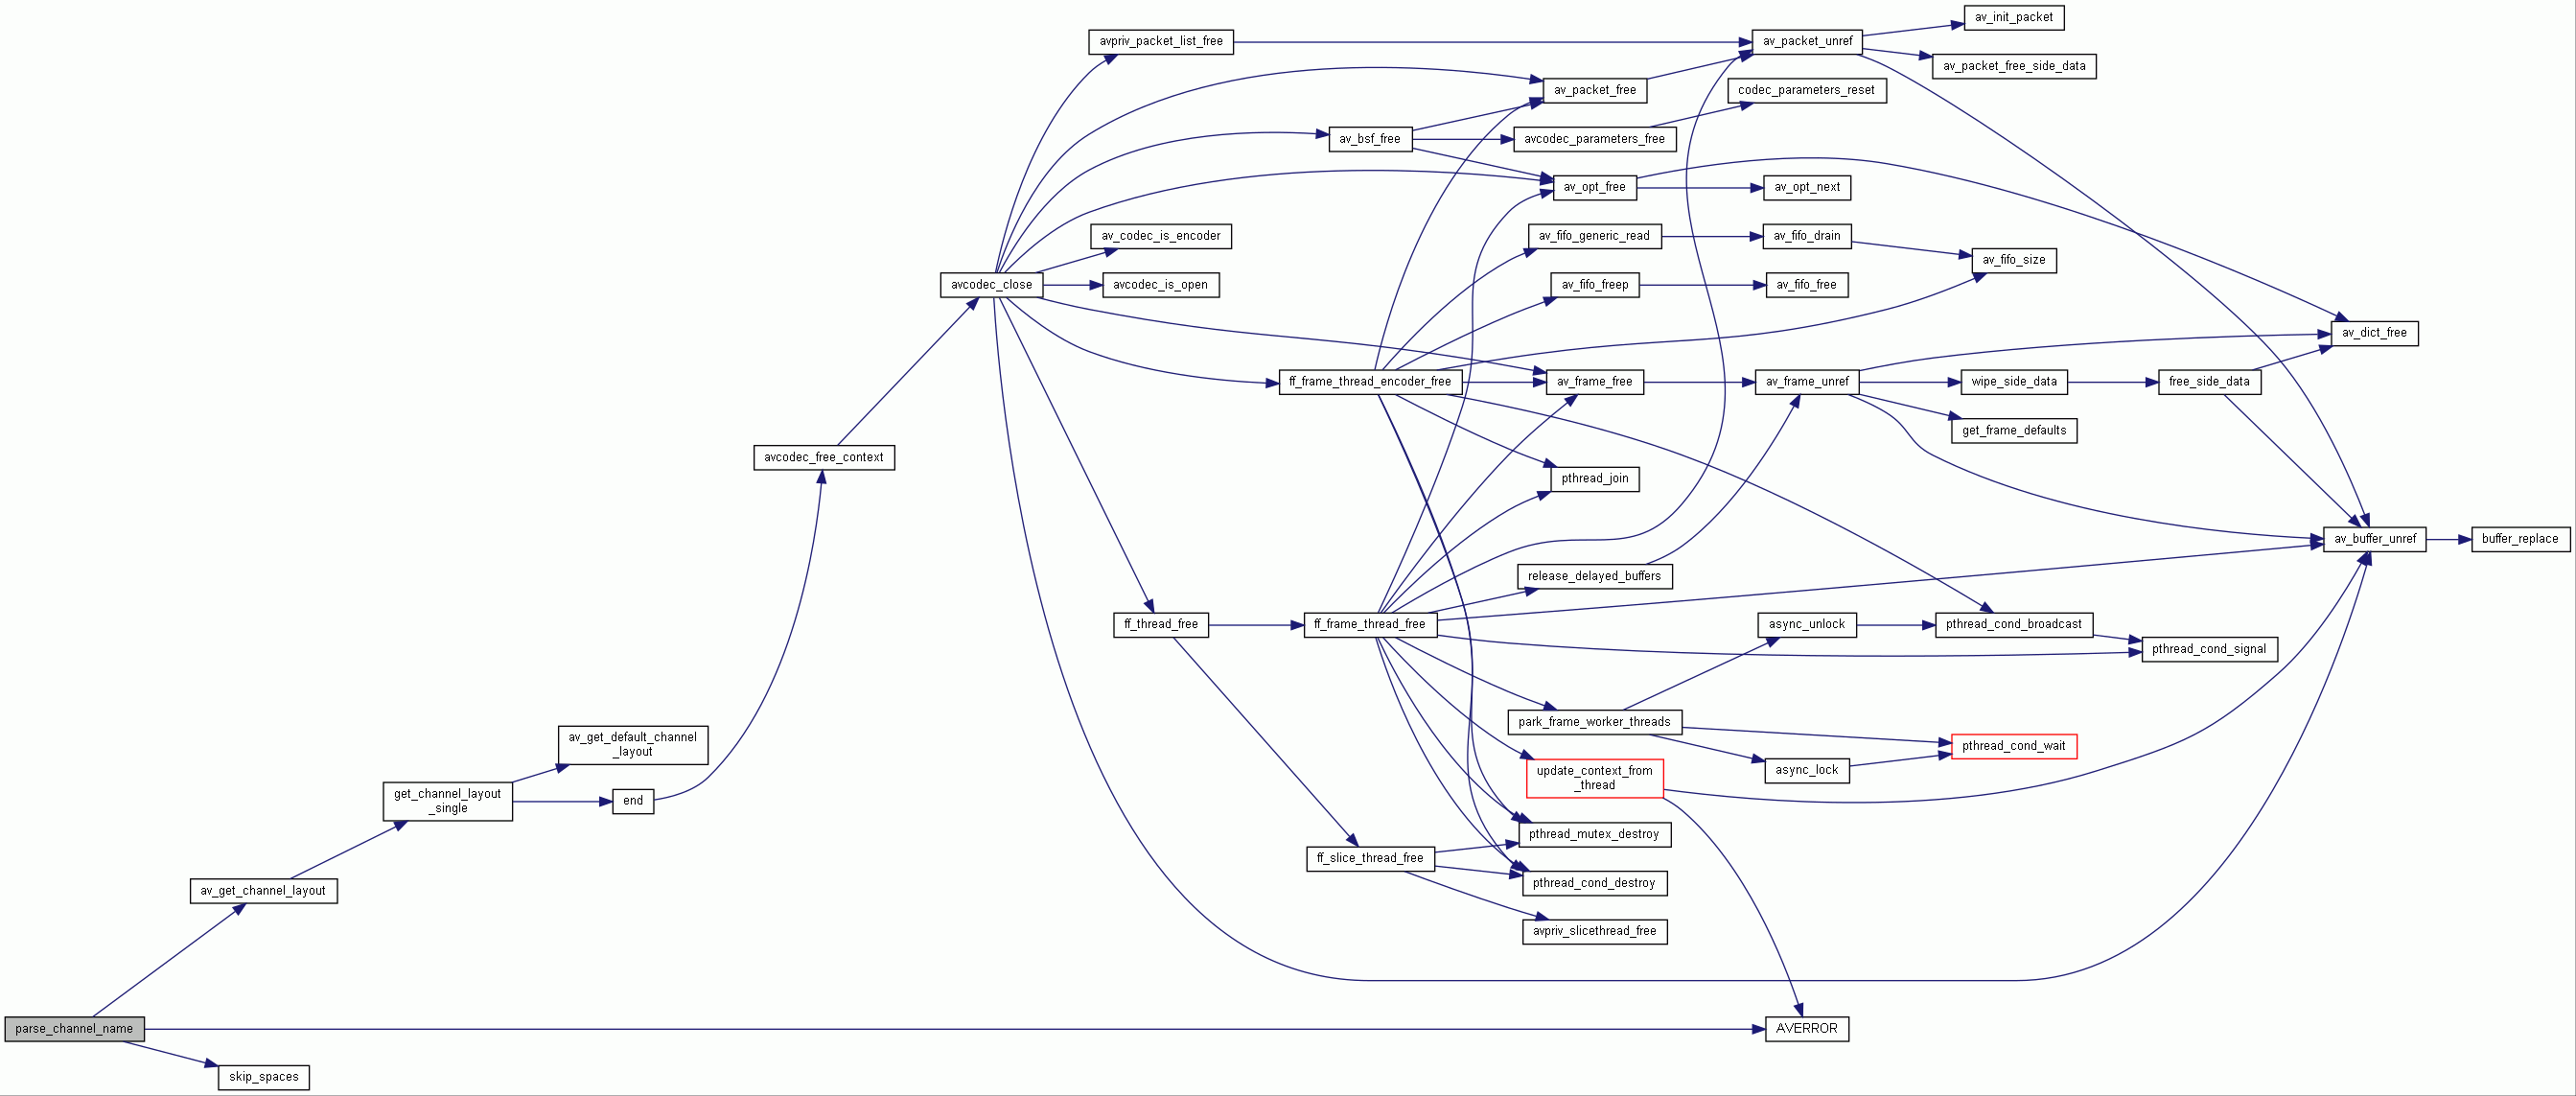 av_init_packet
avpriv_packet_list_free
av_packet_unref
av_packet_free_side_data
av_packet_free
codec_parameters_reset
av_bsf_free
avcodec_parameters_free
av_opt_free
av_opt_next
av_codec_is_encoder
av_fifo_generic_read
av_fifo_drain
av_fifo_size
avcodec_close
avcodec_is_open
av_fifo_freep
av_fifo_free
av_dict_free
ff_frame_thread_encoder_free
av_frame_free
av_frame_unref
wipe_side_data
free_side_data
get_frame_defaults
avcodec_free_context
pthread_join
av_buffer_unref
buffer_replace
release_delayed_buffers
ff_thread_free
ff_frame_thread_free
async_unlock
pthread_cond_broadcast
pthread_cond_signal
park_frame_worker_threads
av_get_default_channel
_layout
pthread_cond_wait
update_context_from
_thread
async_lock
get_channel_layout
_single
end
pthread_mutex_destroy
ff_slice_thread_free
pthread_cond_destroy
av_get_channel_layout
avpriv_slicethread_free
parse_channel_name
AVERROR
skip_spaces